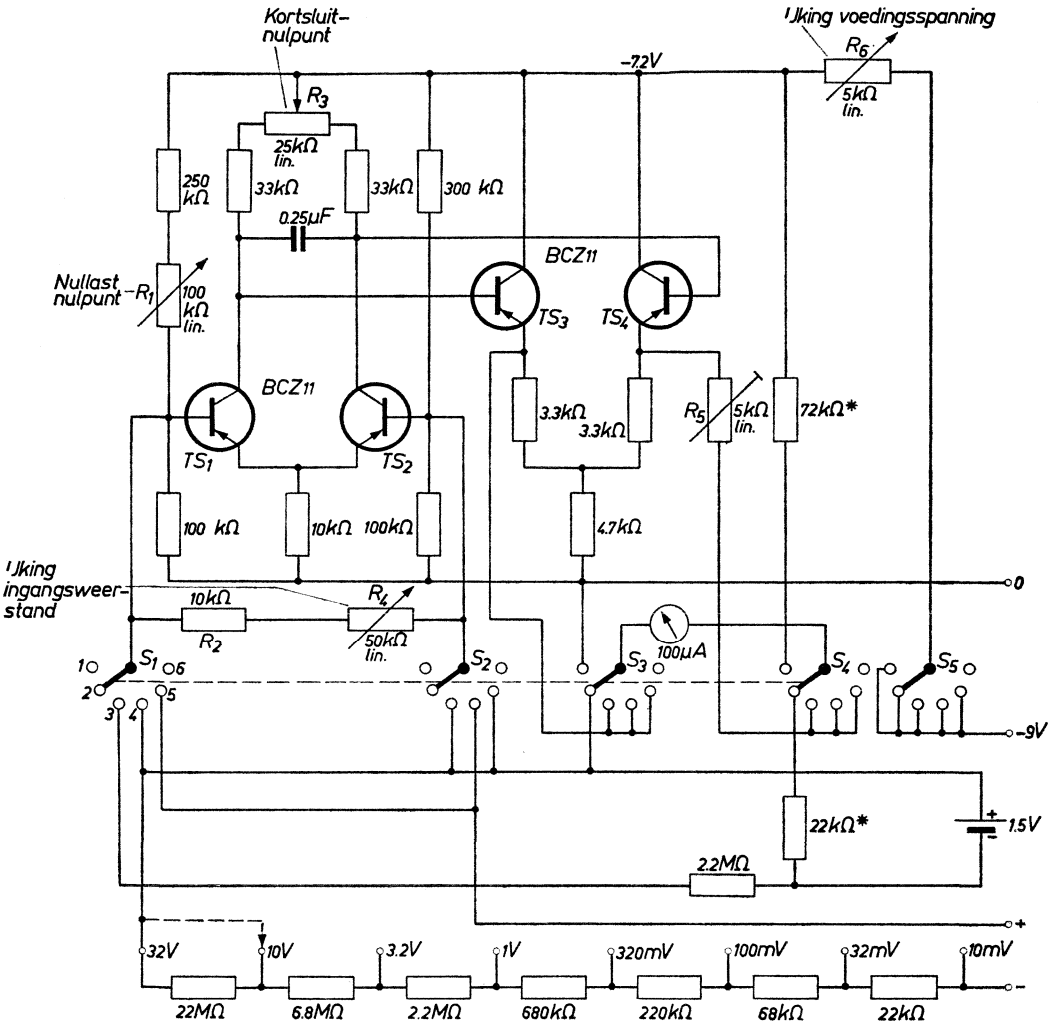 Kortsluit-
nulpunt
IJking voedingsspanning
-7.2V
R6
5kΩ
lin.
R3
25kΩ
lin.
250
kΩ
33kΩ
33kΩ
300 kΩ
0.25µF
BCZ11
Nullast
nulpunt
R1
100
kΩ
lin.
TS3
TS4
BCZ11
3.3kΩ
3.3kΩ
R5
5kΩ
lin.
72kΩ*
TS1
TS2
100 kΩ
10kΩ
100kΩ
4.7kΩ
IJking
ingangsweer-
stand
0
10kΩ
R2
R4
50kΩ
lin.
100µA
1
S1
6
S2
S3
S4
S5
2
5
3
4
-9V
22kΩ*
+
-
1.5V
2.2MΩ
+
32V
10V
3.2V
1V
320mV
100mV
32mV
10mV
-
22MΩ
6.8MΩ
2.2MΩ
680kΩ
220kΩ
68kΩ
22kΩ